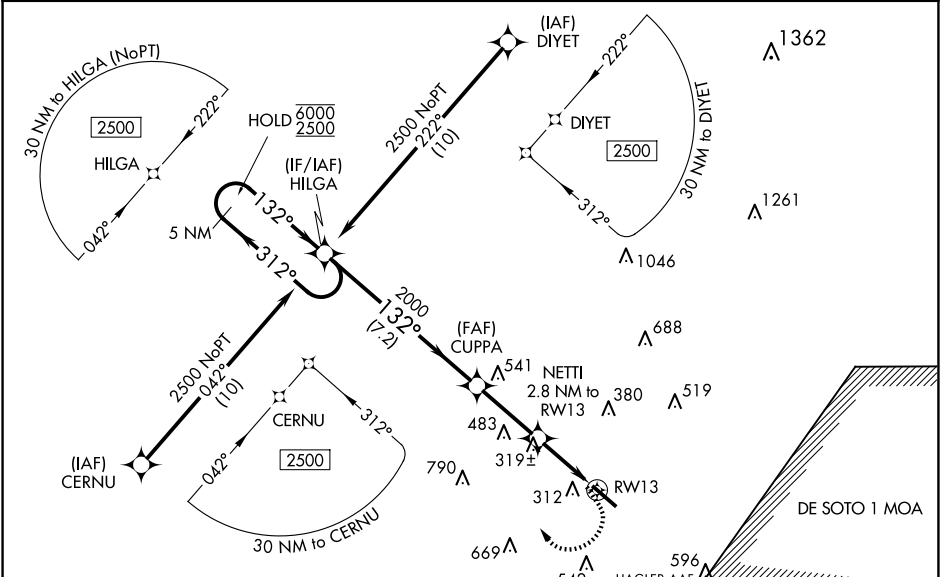 (IAF)
DIYET
1362
30 NM to HILGA (NoPT)
2500
222°
HILGA
042°
HOLD 6000
2500
(IF/IAF)
HILGA
2500 NoPT
222°
(10)
222°
DIYET
2500
312°
30 NM to DIYET
132°
5 NM
312°
1261
1046
2000
132°
(7.2)
(FAF)
CUPPA
541
688
NETTI
2.8 NM to
RW13
380
519
2500 NoPT
042°
(10)
(IAF)
CERNU
CERNU
042°
312°
2500
30 NM to CERNU
483
319±
790
312
RW13
669
DE SOTO 1 MOA
596